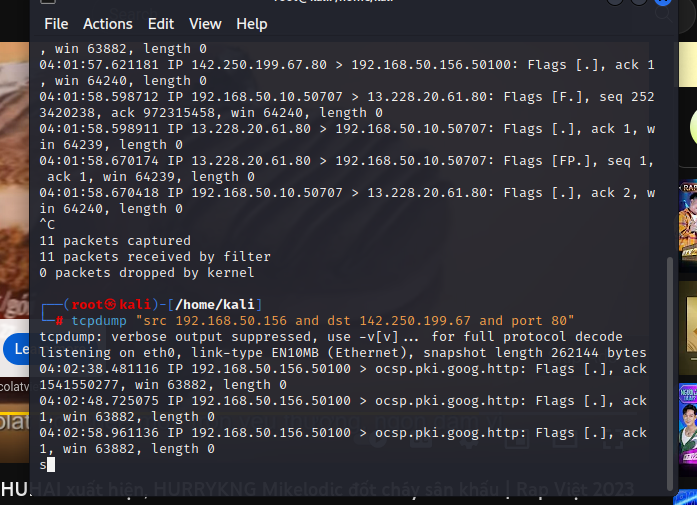 File Actions Edit View Help
, win 63882, length 0
04:01:57.621181 IP 142.250.199.67.80 > 192.168.50.156.50100: Flags [.], ack 1
, win 64240, length 0
04:01:58.598712 IP 192.168.50.10.50707 > 13.228.20.61.80: Flags [F.], seq 252
3420238, ack 972315458, win 64240, length 0
04:01:58.598911 IP 13.228.20.61.80 > 192.168.50.10.50707: Flags [.], ack 1, w
in 64239, length 0
04:01:58.670174 IP 13.228.20.61.80 > 192.168.50.10.50707: Flags [FP.], seq 1,
ack 1, win 64239, length 0
04:01:58.670418 IP 192.168.50.10.50707 > 13.228.20.61.80: Flags [.], ack 2, w
in 64240, length 0
^C
11 packets captured
11 packets received by filter
0 packets dropped by kernel
┌──(root㉿kali)-[/home/kali]
└─# tcpdump "src 192.168.50.156 and dst 142.250.199.67 and port 80"
tcpdump: verbose output suppressed, use -v[v]... for full protocol decode
listening on eth0, link-type EN10MB (Ethernet), snapshot length 262144 bytes
04:02:38.481116 IP 192.168.50.156.50100 > ocsp.pki.goog.http: Flags [.], ack
1541550277, win 63882, length 0
04:02:48.725075 IP 192.168.50.156.50100 > ocsp.pki.goog.http: Flags [.], ack
1, win 63882, length 0
04:02:58.961136 IP 192.168.50.156.50100 > ocsp.pki.goog.http: Flags [.], ack
1, win 63882, length 0
s
xuất hiện, HURRYKNG Mikelodic đốt cháy sân khấu | Rap Việt 2023